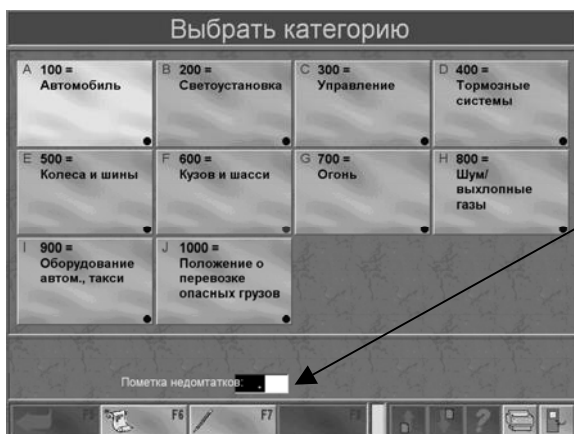 Выбрать категорию
A 100 =
Автомобиль
B 200 =
Светоустановка
C 300 =
Управление
D 400 =
Тормозные
системы
E 500 =
Колеса и шины
F 600 =
Кузов и шасси
G 700 =
Огонь
H 800 =
Шум/
выхлопные
газы
I 900 =
Оборудование
автом., такси
J 1000 =
Положение о
перевозке
опасных грузов
Пометка недомтатков: .
F5 F6 F7 F8